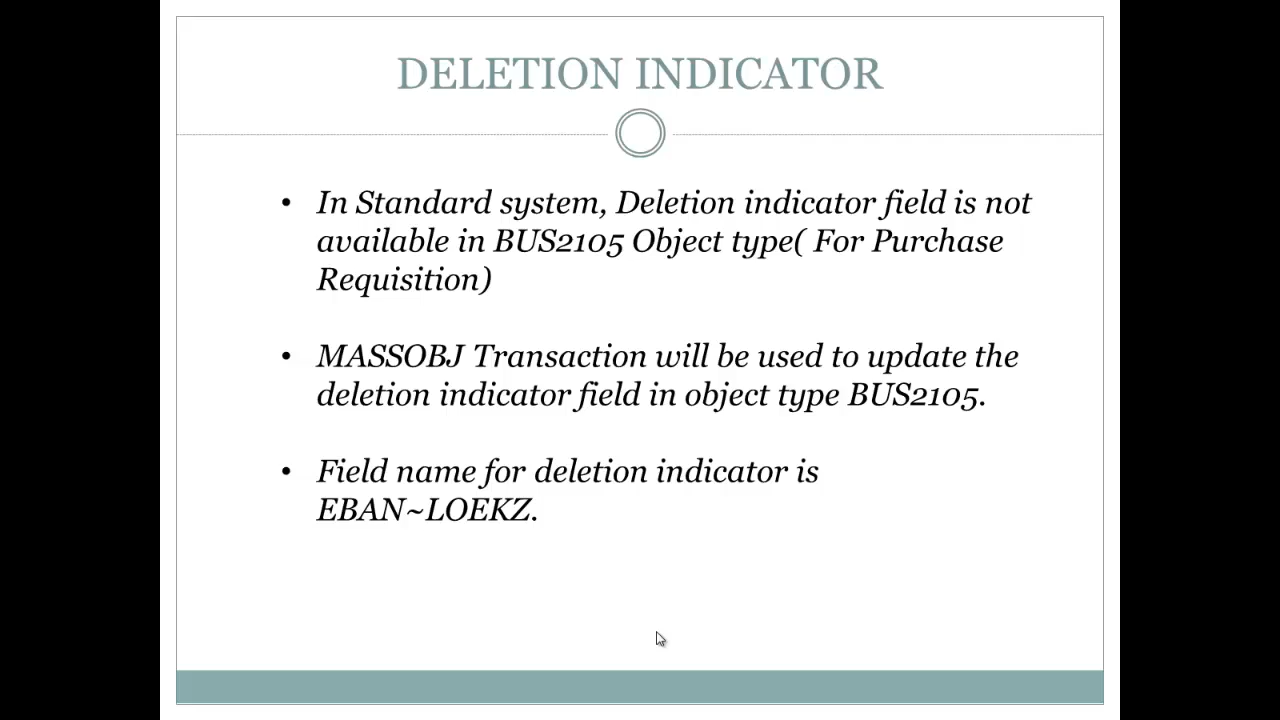 DELETION INDICATOR
• In Standard system, Deletion indicator field is not
available in BUS2105 Object type( For Purchase
Requisition)
• MASSOBJ Transaction will be used to update the
deletion indicator field in object type BUS2105.
• Field name for deletion indicator is
EBAN~LOEKZ.